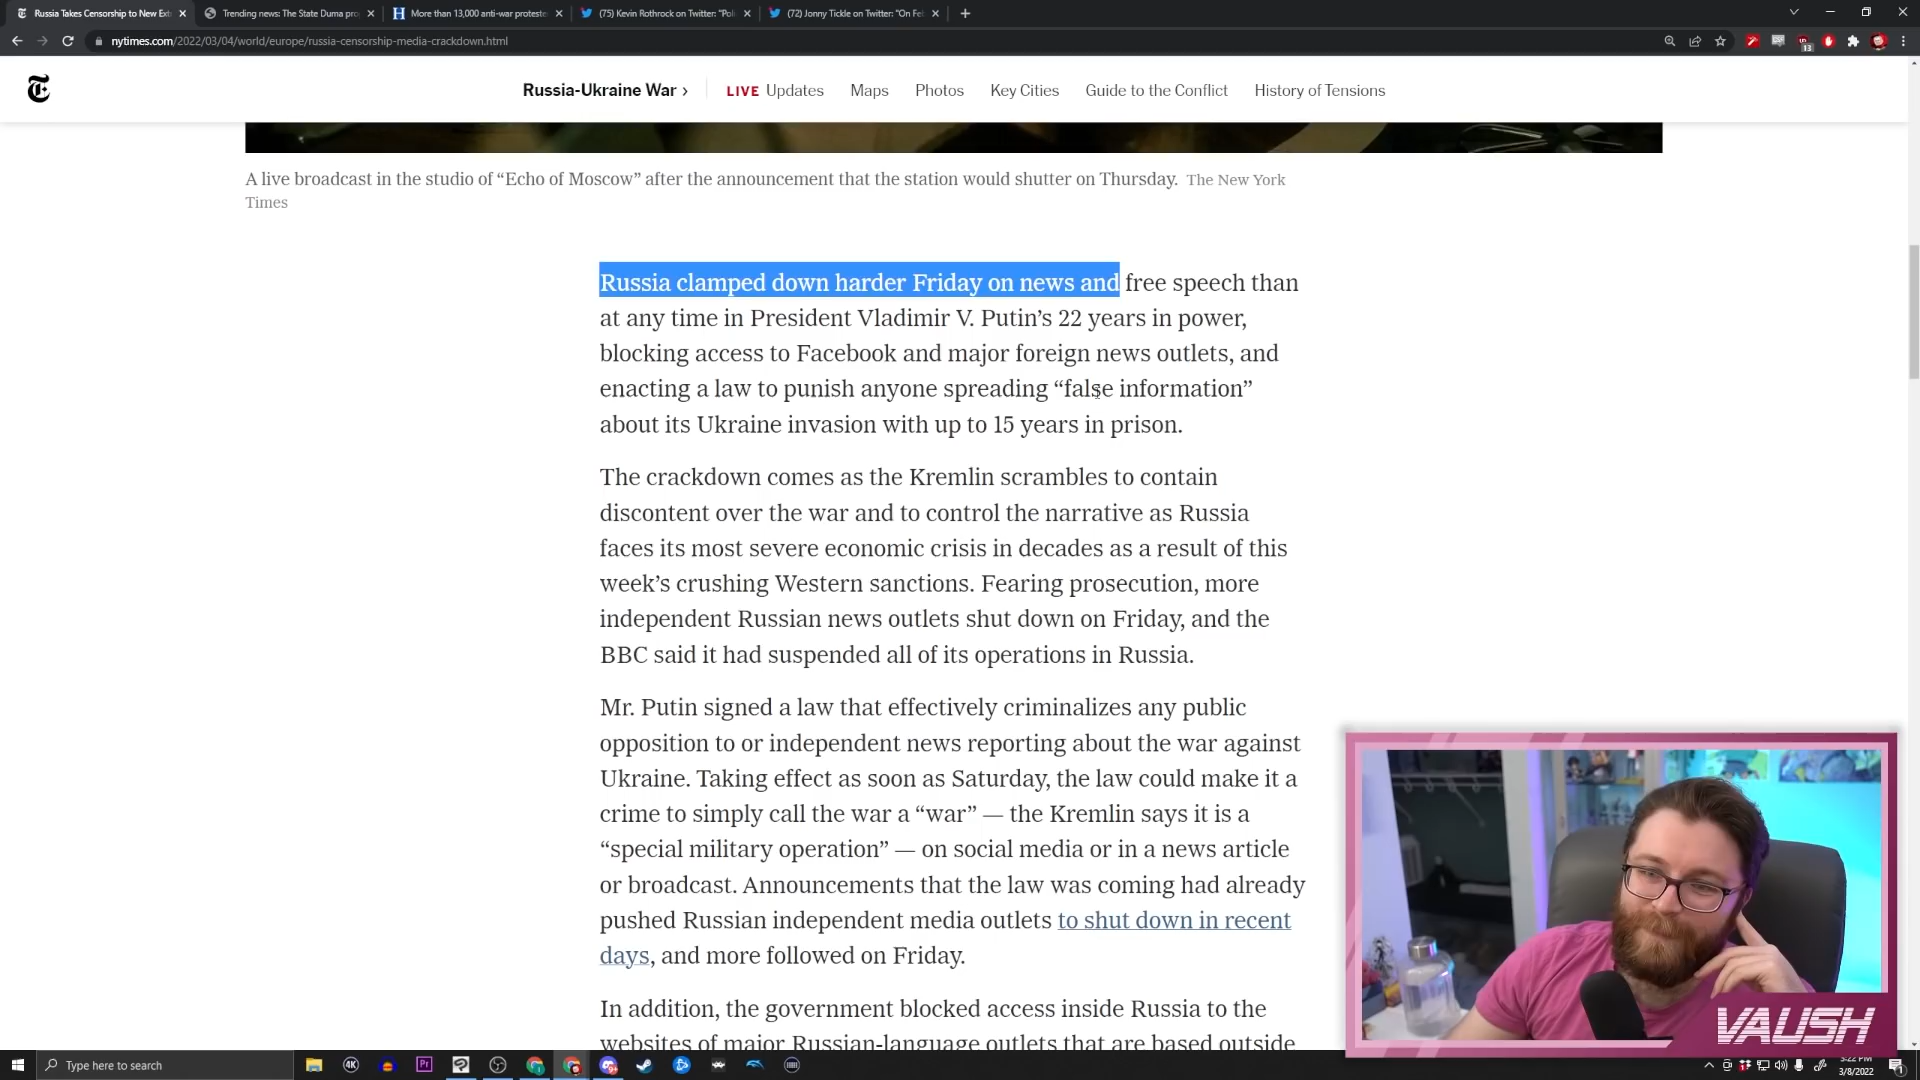 Russia Takes Censorship to New Ext
Trending news: The State Duma pro
More than 13,000 anti-war proteste
(75) Kevin Rothrock on Twitter: "Poli
(72) Jonny Tickle on Twitter: "On Fe
nytimes.com/2022/03/04/world/europe/russia-censorship-media-crackdown.html
13
Russia-Ukraine War ›
LIVE Updates
Maps
Photos
Key Cities
Guide to the Conflict
History of Tensions
A live broadcast in the studio of “Echo of Moscow” after the announcement that the station would shutter on Thursday. The New York
Times
Russia clamped down harder Friday on news and free speech than
at any time in President Vladimir V. Putin’s 22 years in power,
blocking access to Facebook and major foreign news outlets, and
enacting a law to punish anyone spreading “false information”
about its Ukraine invasion with up to 15 years in prison.
The crackdown comes as the Kremlin scrambles to contain
discontent over the war and to control the narrative as Russia
faces its most severe economic crisis in decades as a result of this
week’s crushing Western sanctions. Fearing prosecution, more
independent Russian news outlets shut down on Friday, and the
BBC said it had suspended all of its operations in Russia.
Mr. Putin signed a law that effectively criminalizes any public
opposition to or independent news reporting about the war against
Ukraine. Taking effect as soon as Saturday, the law could make it a
crime to simply call the war a “war” — the Kremlin says it is a
“special military operation” — on social media or in a news article
or broadcast. Announcements that the law was coming had already
pushed Russian independent media outlets to shut down in recent
days, and more followed on Friday.
In addition, the government blocked access inside Russia to the
websites of major Russian-language outlets that are based outside
VAUSH
Type here to search
4K
Pr
3:22 PM
3/8/2022